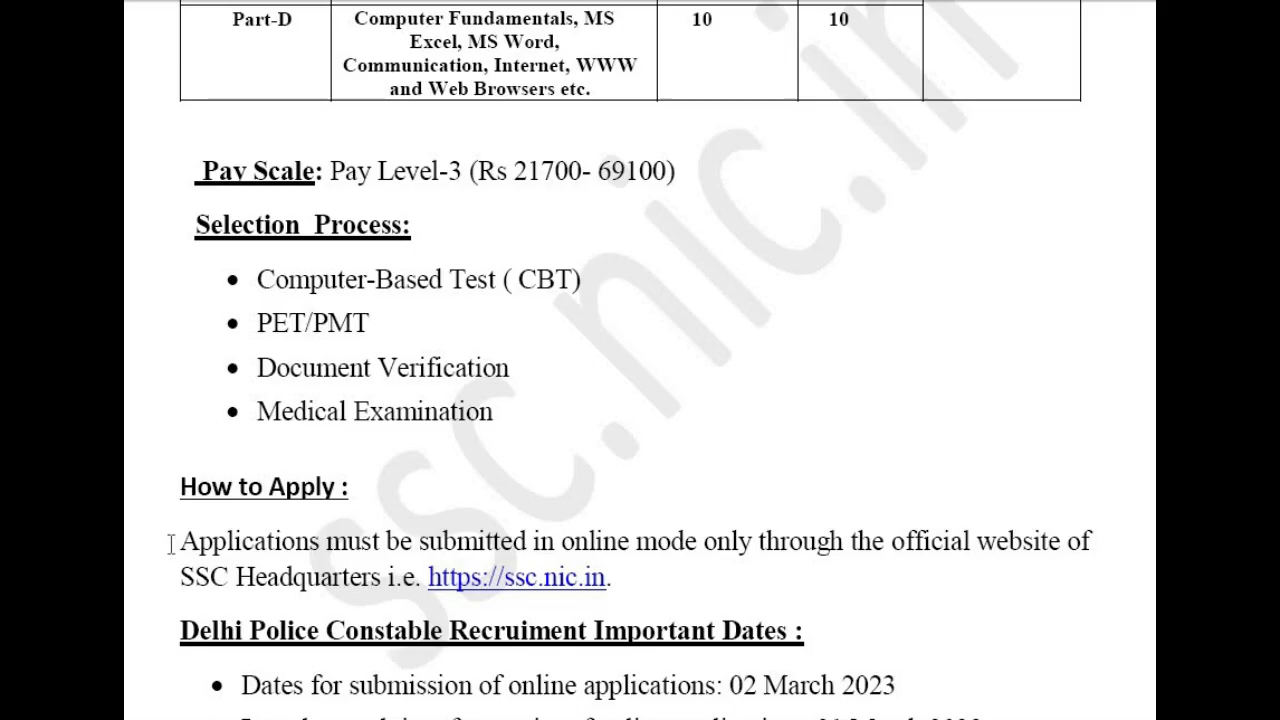 Part-D Computer Fundamentals, MS 10 10
Excel, MS Word,
Communication, Internet, WWW
and Web Browsers etc.
Pay Scale: Pay Level-3 (Rs 21700- 69100)
Selection Process:
• Computer-Based Test ( CBT)
• PET/PMT
• Document Verification
• Medical Examination
How to Apply :
Applications must be submitted in online mode only through the official website of
SSC Headquarters i.e. https://ssc.nic.in.
Delhi Police Constable Recruiment Important Dates :
• Dates for submission of online applications: 02 March 2023
ssc.nic.in